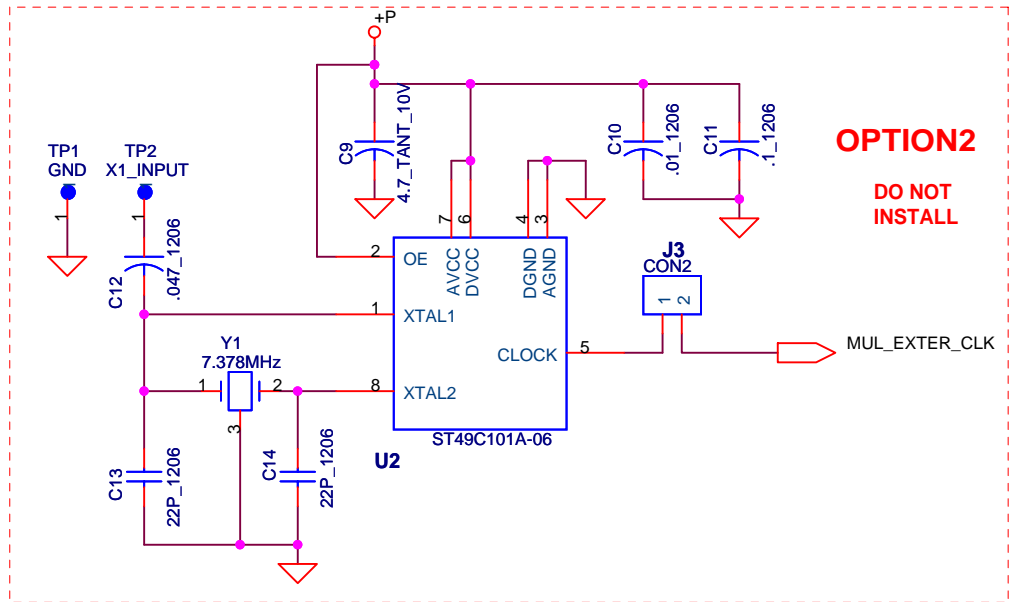 +P
C9
4.7_TANT_10V
C10
.01_1206
C11
.1_1206
OPTION2
DO NOT
INSTALL
TP1
GND
TP2
X1_INPUT
1
1
C12
.047_1206
7
6
4
3
2
OE
AVCC
DVCC
DGND
AGND
1
XTAL1
J3
CON2
1
2
5
CLOCK
MUL_EXTER_CLK
Y1
7.378MHz
1
2
3
8
XTAL2
ST49C101A-06
U2
C13
22P_1206
C14
22P_1206